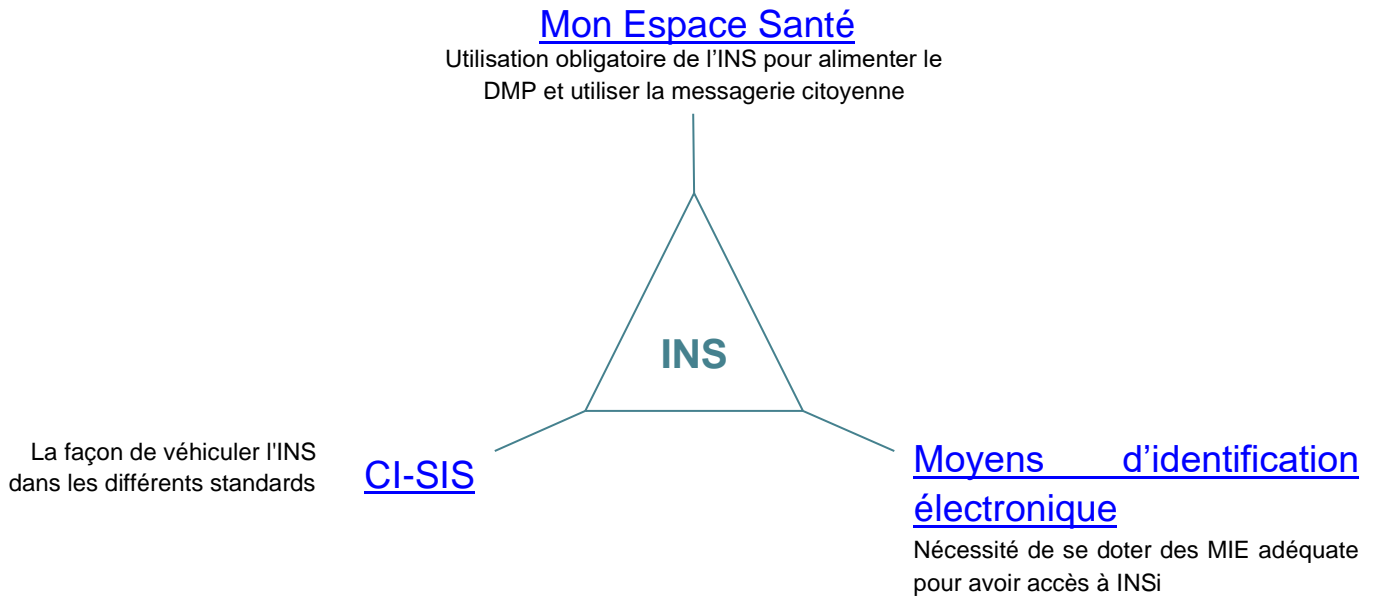 Mon Espace Santé
Utilisation obligatoire de l’INS pour alimenter le
DMP et utiliser la messagerie citoyenne
INS
La façon de véhiculer l'INS
dans les différents standards
CI-SIS
Moyens d’identification
électronique
Nécessité de se doter des MIE adéquate
pour avoir accès à INSi